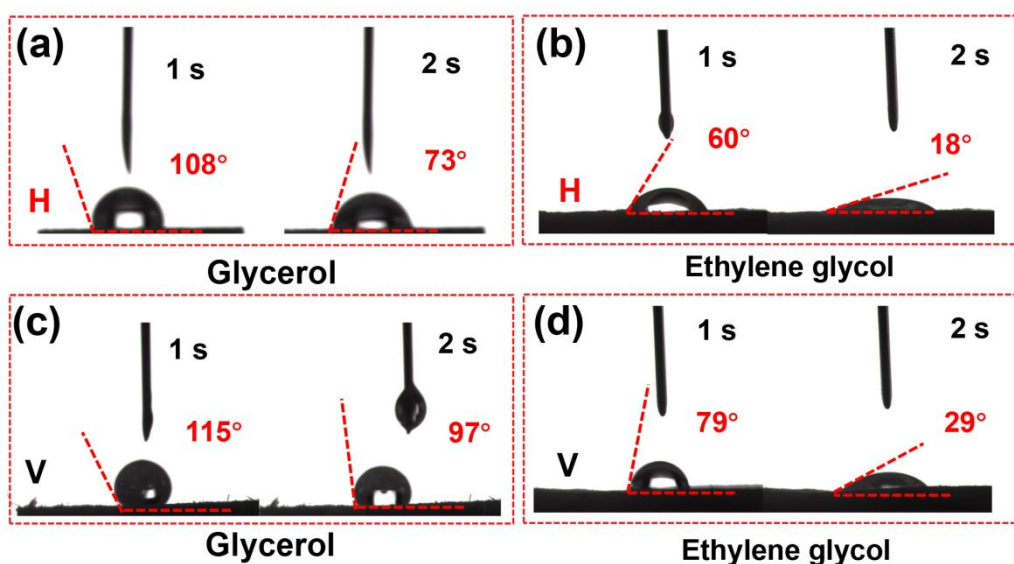 (a)
1 s
2 s
108°
73°
H
Glycerol
(b)
1 s
2 s
60°
18°
H
Ethylene glycol
(c)
1 s
2 s
115°
97°
V
Glycerol
(d)
1 s
2 s
79°
29°
V
Ethylene glycol